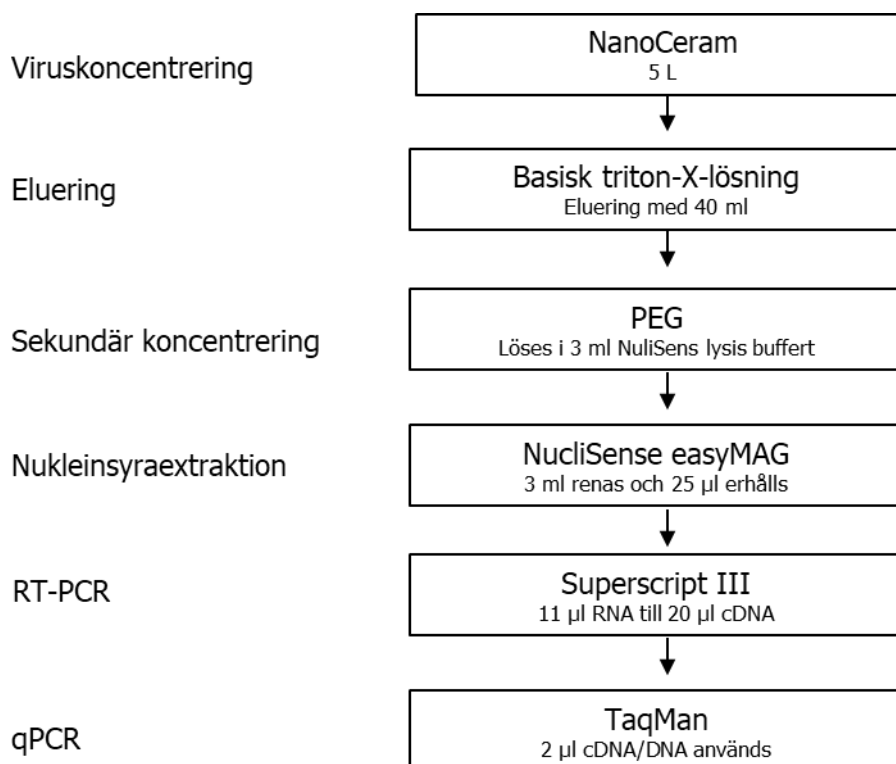 Viruskoncentrering
NanoCeram
5 L
Eluering
Basisk triton-X-lösning
Eluering med 40 ml
Sekundär koncentrering
PEG
Löses i 3 ml NuliSens lysis buffert
Nukleinsyraextraktion
NucliSense easyMAG
3 ml renas och 25 µl erhålls
RT-PCR
Superscript III
11 µl RNA till 20 µl cDNA
qPCR
TaqMan
2 µl cDNA/DNA används